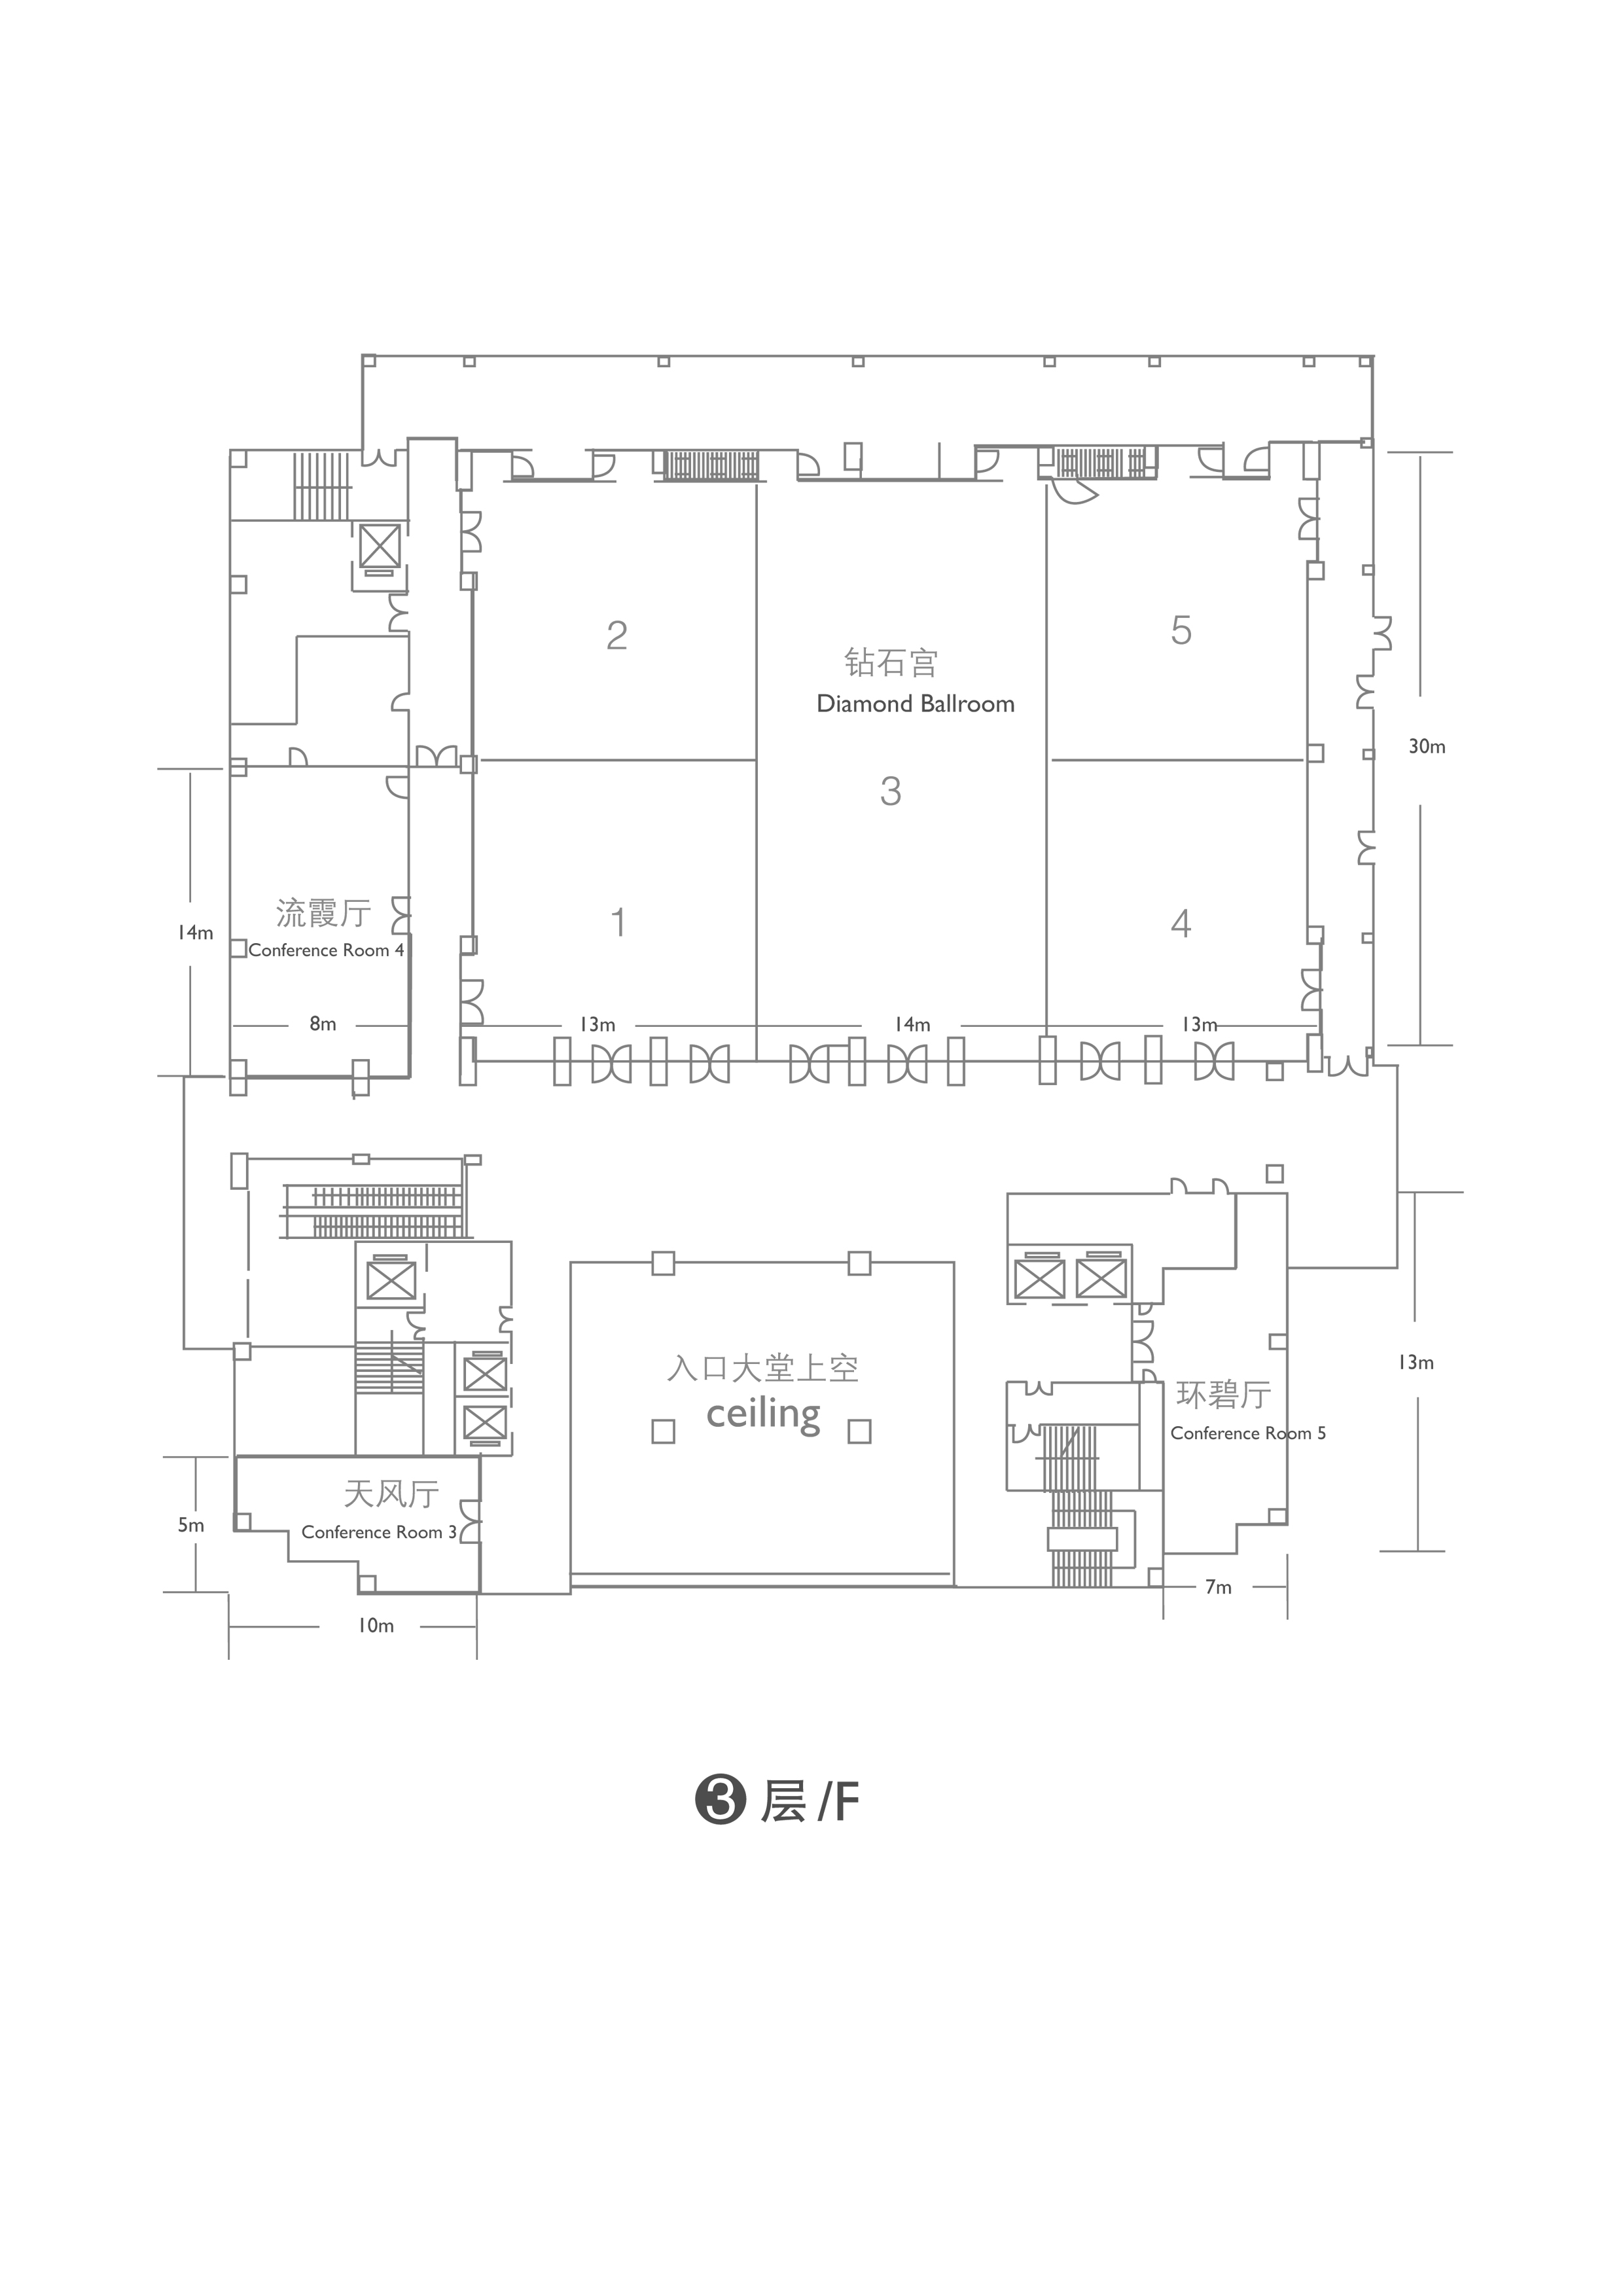 2
5
钻石宫
Diamond Ballroom
30m
3
流霞厅
1
4
14m
Conference Room 4
8m
13m
14m
13m
入口大堂上空
ceiling
13m
环碧厅
Conference Room 5
天风厅
5m
Conference Room 3
7m
10m
3 层 /F